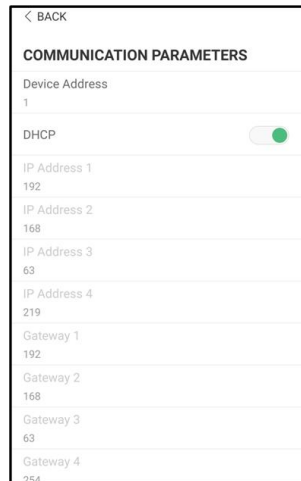 < BACK
COMMUNICATION PARAMETERS
Device Address
1
DHCP
IP Address 1
192
IP Address 2
168
IP Address 3
63
IP Address 4
219
Gateway 1
192
Gateway 2
168
Gateway 3
63
Gateway 4
254